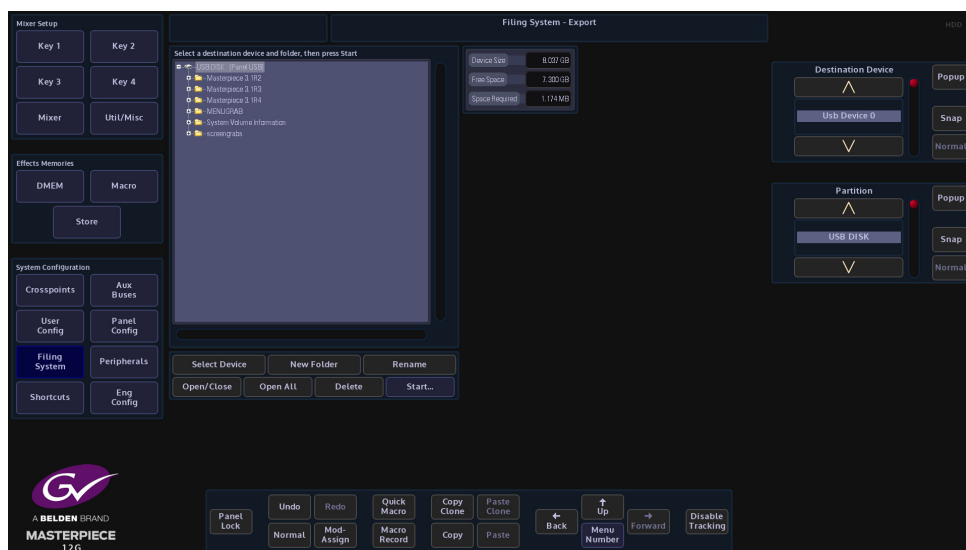 Mixer Setup
Key 1
Key 2
Key 3
Key 4
Mixer
Util/Misc
Effects Memories
DMEM
Macro
Store
System Configuration
Crosspoints
Aux
Buses
User
Config
Panel
Config
Filing
System
Peripherals
Shortcuts
Eng
Config
GV
A BELDEN BRAND
MASTERPIECE
12G
Filing System - Export
HDD
Select a destination device and folder, then press Start
USB DISK (Panel USB)
Masterpiece 3.1R2
Masterpiece 3.1R3
Masterpiece 3.1R4
MENUGRAB
System Volume Information
screengrabs
Device Size 8.037 GB
Free Space 7.300 GB
Space Required 1.174 MB
Select Device
New Folder
Rename
Open/Close
Open All
Delete
Start...
Destination Device
Usb Device 0
Popup
Snap
Normal
Partition
USB DISK
Popup
Snap
Normal
Panel
Lock
Undo
Redo
Normal
Mod-
Assign
Quick
Macro
Macro
Record
Copy
Clone
Paste
Clone
Copy
Paste
Back
Up
Menu
Number
Forward
Disable
Tracking